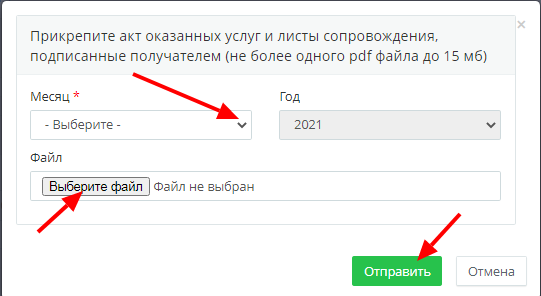 Прикрепите акт оказанных услуг и листы сопровождения,
подписанные получателем (не более одного pdf файла до 15 мб)
×
Месяц * Год
- Выберите - 2021
Файл
Выберите файл Файл не выбран
Отправить Отмена